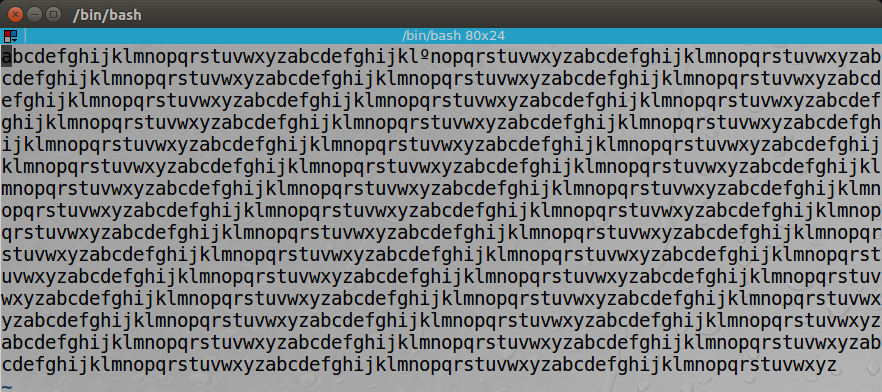 /bin/bash
/bin/bash 80x24
abcdefghijklmnopqrstuvwxyzabcdefghijklºnopqrstuvwxyzabcdefghijklmnopqrstuvwxyzab
cdefghijklmnopqrstuvwxyzabcdefghijklmnopqrstuvwxyzabcdefghijklmnopqrstuvwxyzabcd
efghijklmnopqrstuvwxyzabcdefghijklmnopqrstuvwxyzabcdefghijklmnopqrstuvwxyzabcdef
ghijklmnopqrstuvwxyzabcdefghijklmnopqrstuvwxyzabcdefghijklmnopqrstuvwxyzabcdefgh
ijklmnopqrstuvwxyzabcdefghijklmnopqrstuvwxyzabcdefghijklmnopqrstuvwxyzabcdefghij
klmnopqrstuvwxyzabcdefghijklmnopqrstuvwxyzabcdefghijklmnopqrstuvwxyzabcdefghijkl
mnopqrstuvwxyzabcdefghijklmnopqrstuvwxyzabcdefghijklmnopqrstuvwxyzabcdefghijklmn
opqrstuvwxyzabcdefghijklmnopqrstuvwxyzabcdefghijklmnopqrstuvwxyzabcdefghijklmnop
qrstuvwxyzabcdefghijklmnopqrstuvwxyzabcdefghijklmnopqrstuvwxyzabcdefghijklmnopqr
stuvwxyzabcdefghijklmnopqrstuvwxyzabcdefghijklmnopqrstuvwxyzabcdefghijklmnopqrst
uvwxyzabcdefghijklmnopqrstuvwxyzabcdefghijklmnopqrstuvwxyzabcdefghijklmnopqrstuv
wxyzabcdefghijklmnopqrstuvwxyzabcdefghijklmnopqrstuvwxyzabcdefghijklmnopqrstuvwx
yzabcdefghijklmnopqrstuvwxyzabcdefghijklmnopqrstuvwxyzabcdefghijklmnopqrstuvwxyz
abcdefghijklmnopqrstuvwxyzabcdefghijklmnopqrstuvwxyzabcdefghijklmnopqrstuvwxyzab
cdefghijklmnopqrstuvwxyzabcdefghijklmnopqrstuvwxyzabcdefghijklmnopqrstuvwxyz
~